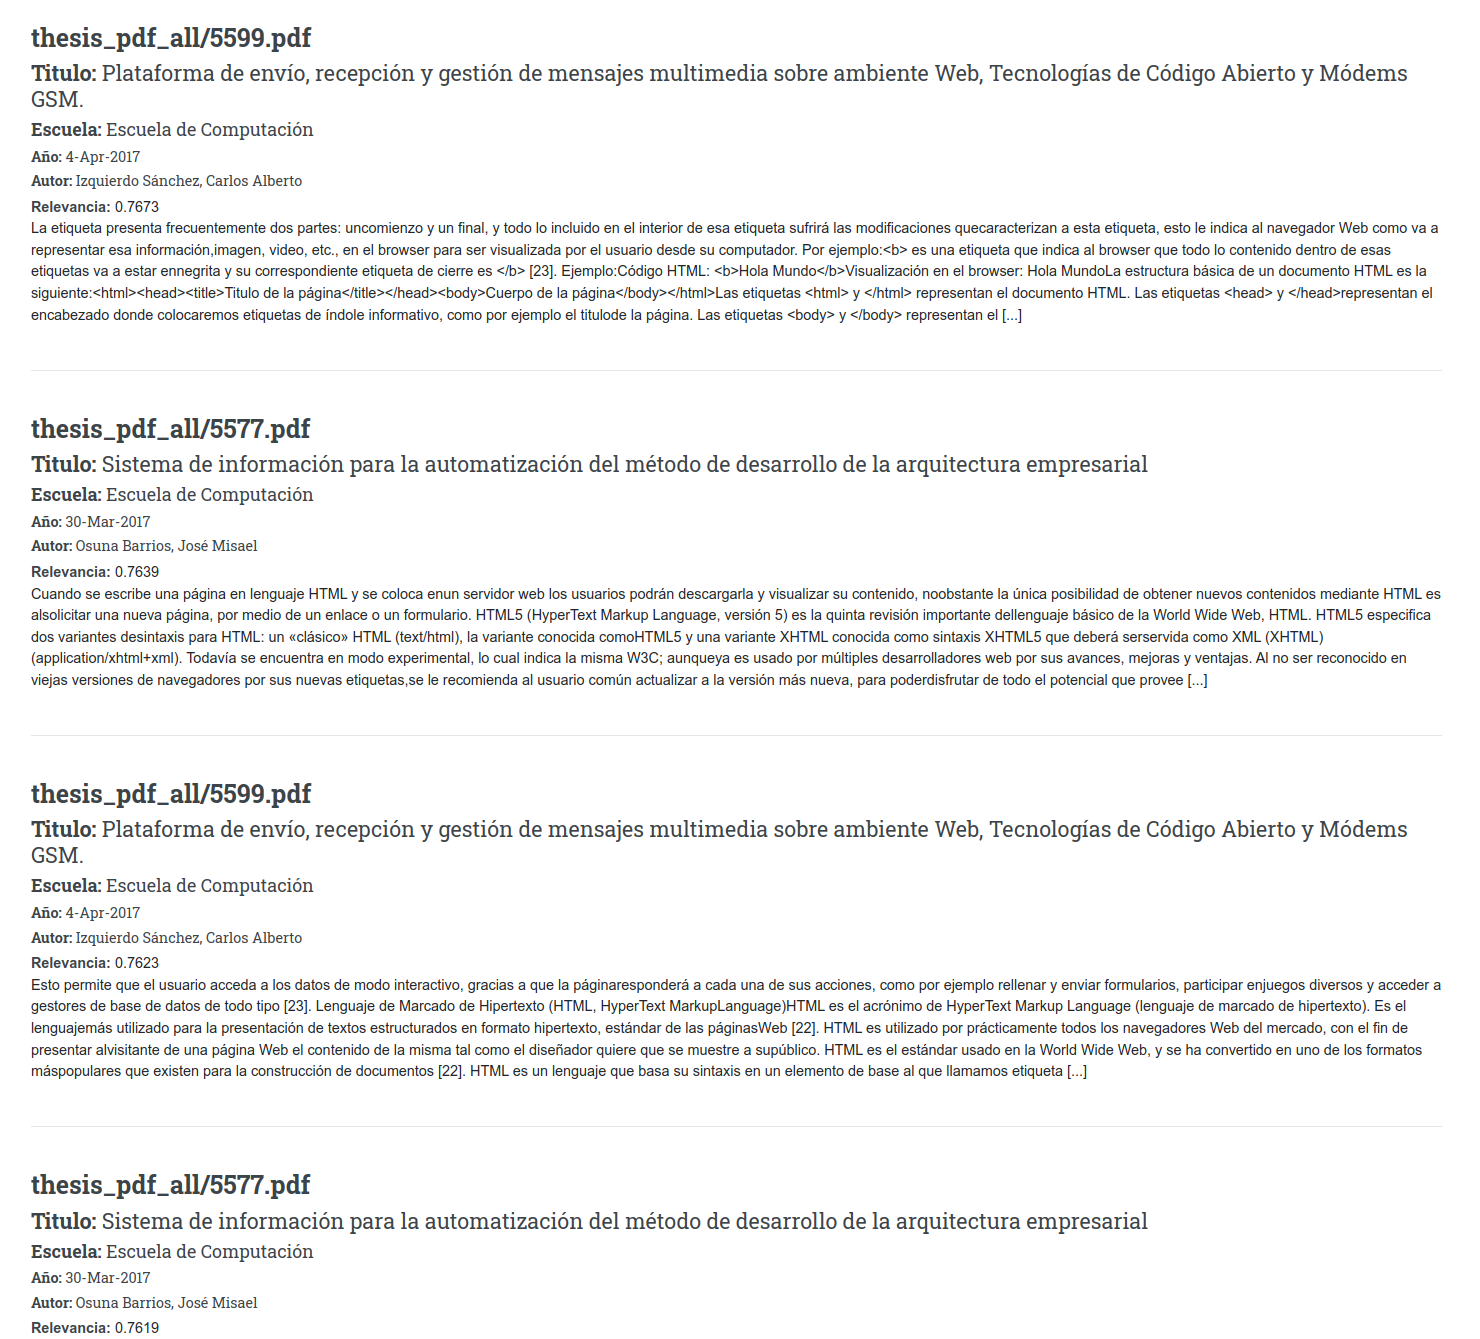 thesis_pdf_all/5599.pdf
Titulo: Plataforma de envío, recepción y gestión de mensajes multimedia sobre ambiente Web, Tecnologías de Código Abierto y Módems
GSM.
Escuela: Escuela de Computación
Año: 4-Apr-2017
Autor: Izquierdo Sánchez, Carlos Alberto
Relevancia: 0.7673
La etiqueta presenta frecuentemente dos partes: uncomienzo y un final, y todo lo incluido en el interior de esa etiqueta sufrirá las modificaciones quecaracterizan a esta etiqueta, esto le indica al navegador Web como va a
representar esa información,imagen, video, etc., en el browser para ser visualizada por el usuario desde su computador. Por ejemplo:<b> es una etiqueta que indica al browser que todo lo contenido dentro de esas
etiquetas va a estar ennegrita y su correspondiente etiqueta de cierre es </b> [23]. Ejemplo:Código HTML: <b>Hola Mundo</b>Visualización en el browser: Hola MundoLa estructura básica de un documento HTML es la
siguiente:<html><head><title>Titulo de la página</title></head><body>Cuerpo de la página</body></html>Las etiquetas <html> y </html> representan el documento HTML. Las etiquetas <head> y </head>representan el
encabezado donde colocaremos etiquetas de índole informativo, como por ejemplo el titulode la página. Las etiquetas <body> y </body> representan el [...]
thesis_pdf_all/5577.pdf
Titulo: Sistema de información para la automatización del método de desarrollo de la arquitectura empresarial
Escuela: Escuela de Computación
Año: 30-Mar-2017
Autor: Osuna Barrios, José Misael
Relevancia: 0.7639
Cuando se escribe una página en lenguaje HTML y se coloca enun servidor web los usuarios podrán descargarla y visualizar su contenido, noobstante la única posibilidad de obtener nuevos contenidos mediante HTML es
alsolicitar una nueva página, por medio de un enlace o un formulario. HTML5 (HyperText Markup Language, versión 5) es la quinta revisión importante dellenguaje básico de la World Wide Web, HTML. HTML5 especifica
dos variantes desintaxis para HTML: un «clásico» HTML (text/html), la variante conocida comoHTML5 y una variante XHTML conocida como sintaxis XHTML5 que deberá serservida como XML (XHTML)
(application/xhtml+xml). Todavía se encuentra en modo experimental, lo cual indica la misma W3C; aunqueya es usado por múltiples desarrolladores web por sus avances, mejoras y ventajas. Al no ser reconocido en
viejas versiones de navegadores por sus nuevas etiquetas,se le recomienda al usuario común actualizar a la versión más nueva, para poderdisfrutar de todo el potencial que provee [...]
thesis_pdf_all/5599.pdf
Titulo: Plataforma de envío, recepción y gestión de mensajes multimedia sobre ambiente Web, Tecnologías de Código Abierto y Módems
GSM.
Escuela: Escuela de Computación
Año: 4-Apr-2017
Autor: Izquierdo Sánchez, Carlos Alberto
Relevancia: 0.7623
Esto permite que el usuario acceda a los datos de modo interactivo, gracias a que la páginaresponderá a cada una de sus acciones, como por ejemplo rellenar y enviar formularios, participar enjuegos diversos y acceder a
gestores de base de datos de todo tipo [23]. Lenguaje de Marcado de Hipertexto (HTML, HyperText MarkupLanguage)HTML es el acrónimo de HyperText Markup Language (lenguaje de marcado de hipertexto). Es el
lenguajemás utilizado para la presentación de textos estructurados en formato hipertexto, estándar de las páginasWeb [22]. HTML es utilizado por prácticamente todos los navegadores Web del mercado, con el fin de
presentar alvisitante de una página Web el contenido de la misma tal como el diseñador quiere que se muestre a supúblico. HTML es el estándar usado en la World Wide Web, y se ha convertido en uno de los formatos
máspopulares que existen para la construcción de documentos [22]. HTML es un lenguaje que basa su sintaxis en un elemento de base al que llamamos etiqueta [...]
thesis_pdf_all/5577.pdf
Titulo: Sistema de información para la automatización del método de desarrollo de la arquitectura empresarial
Escuela: Escuela de Computación
Año: 30-Mar-2017
Autor: Osuna Barrios, José Misael
Relevancia: 0.7619